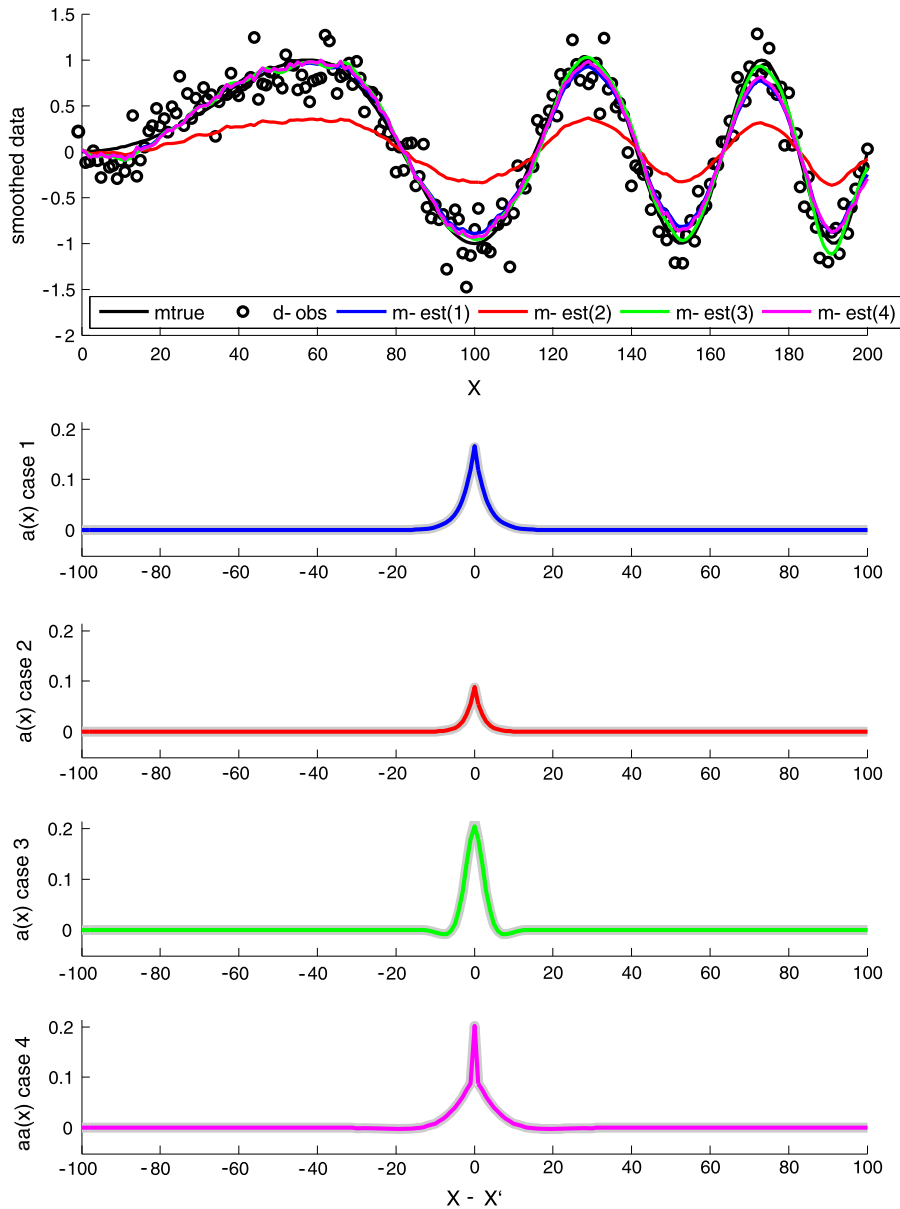 1.5
1
0.5
0
-0.5
-1
-1.5
-2
smoothed data
mtrue d- obs m- est(1) m- est(2) m- est(3) m- est(4)
0 20 40 60 80 100 120 140 160 180 200
X
0.2
0.1
0
a(x) case 1
-100 -80 -60 -40 -20 0 20 40 60 80 100
0.2
0.1
0
a(x) case 2
-100 -80 -60 -40 -20 0 20 40 60 80 100
0.2
0.1
0
a(x) case 3
-100 -80 -60 -40 -20 0 20 40 60 80 100
0.2
0.1
0
aa(x) case 4
-100 -80 -60 -40 -20 0 20 40 60 80 100
X - X‘